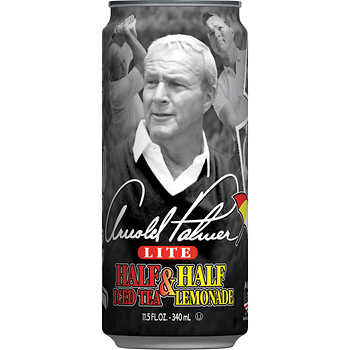 Arnold Palmer
LITE
HALF & HALF
ICED TEA LEMONADE
11.5 FL OZ. - 340 mL U